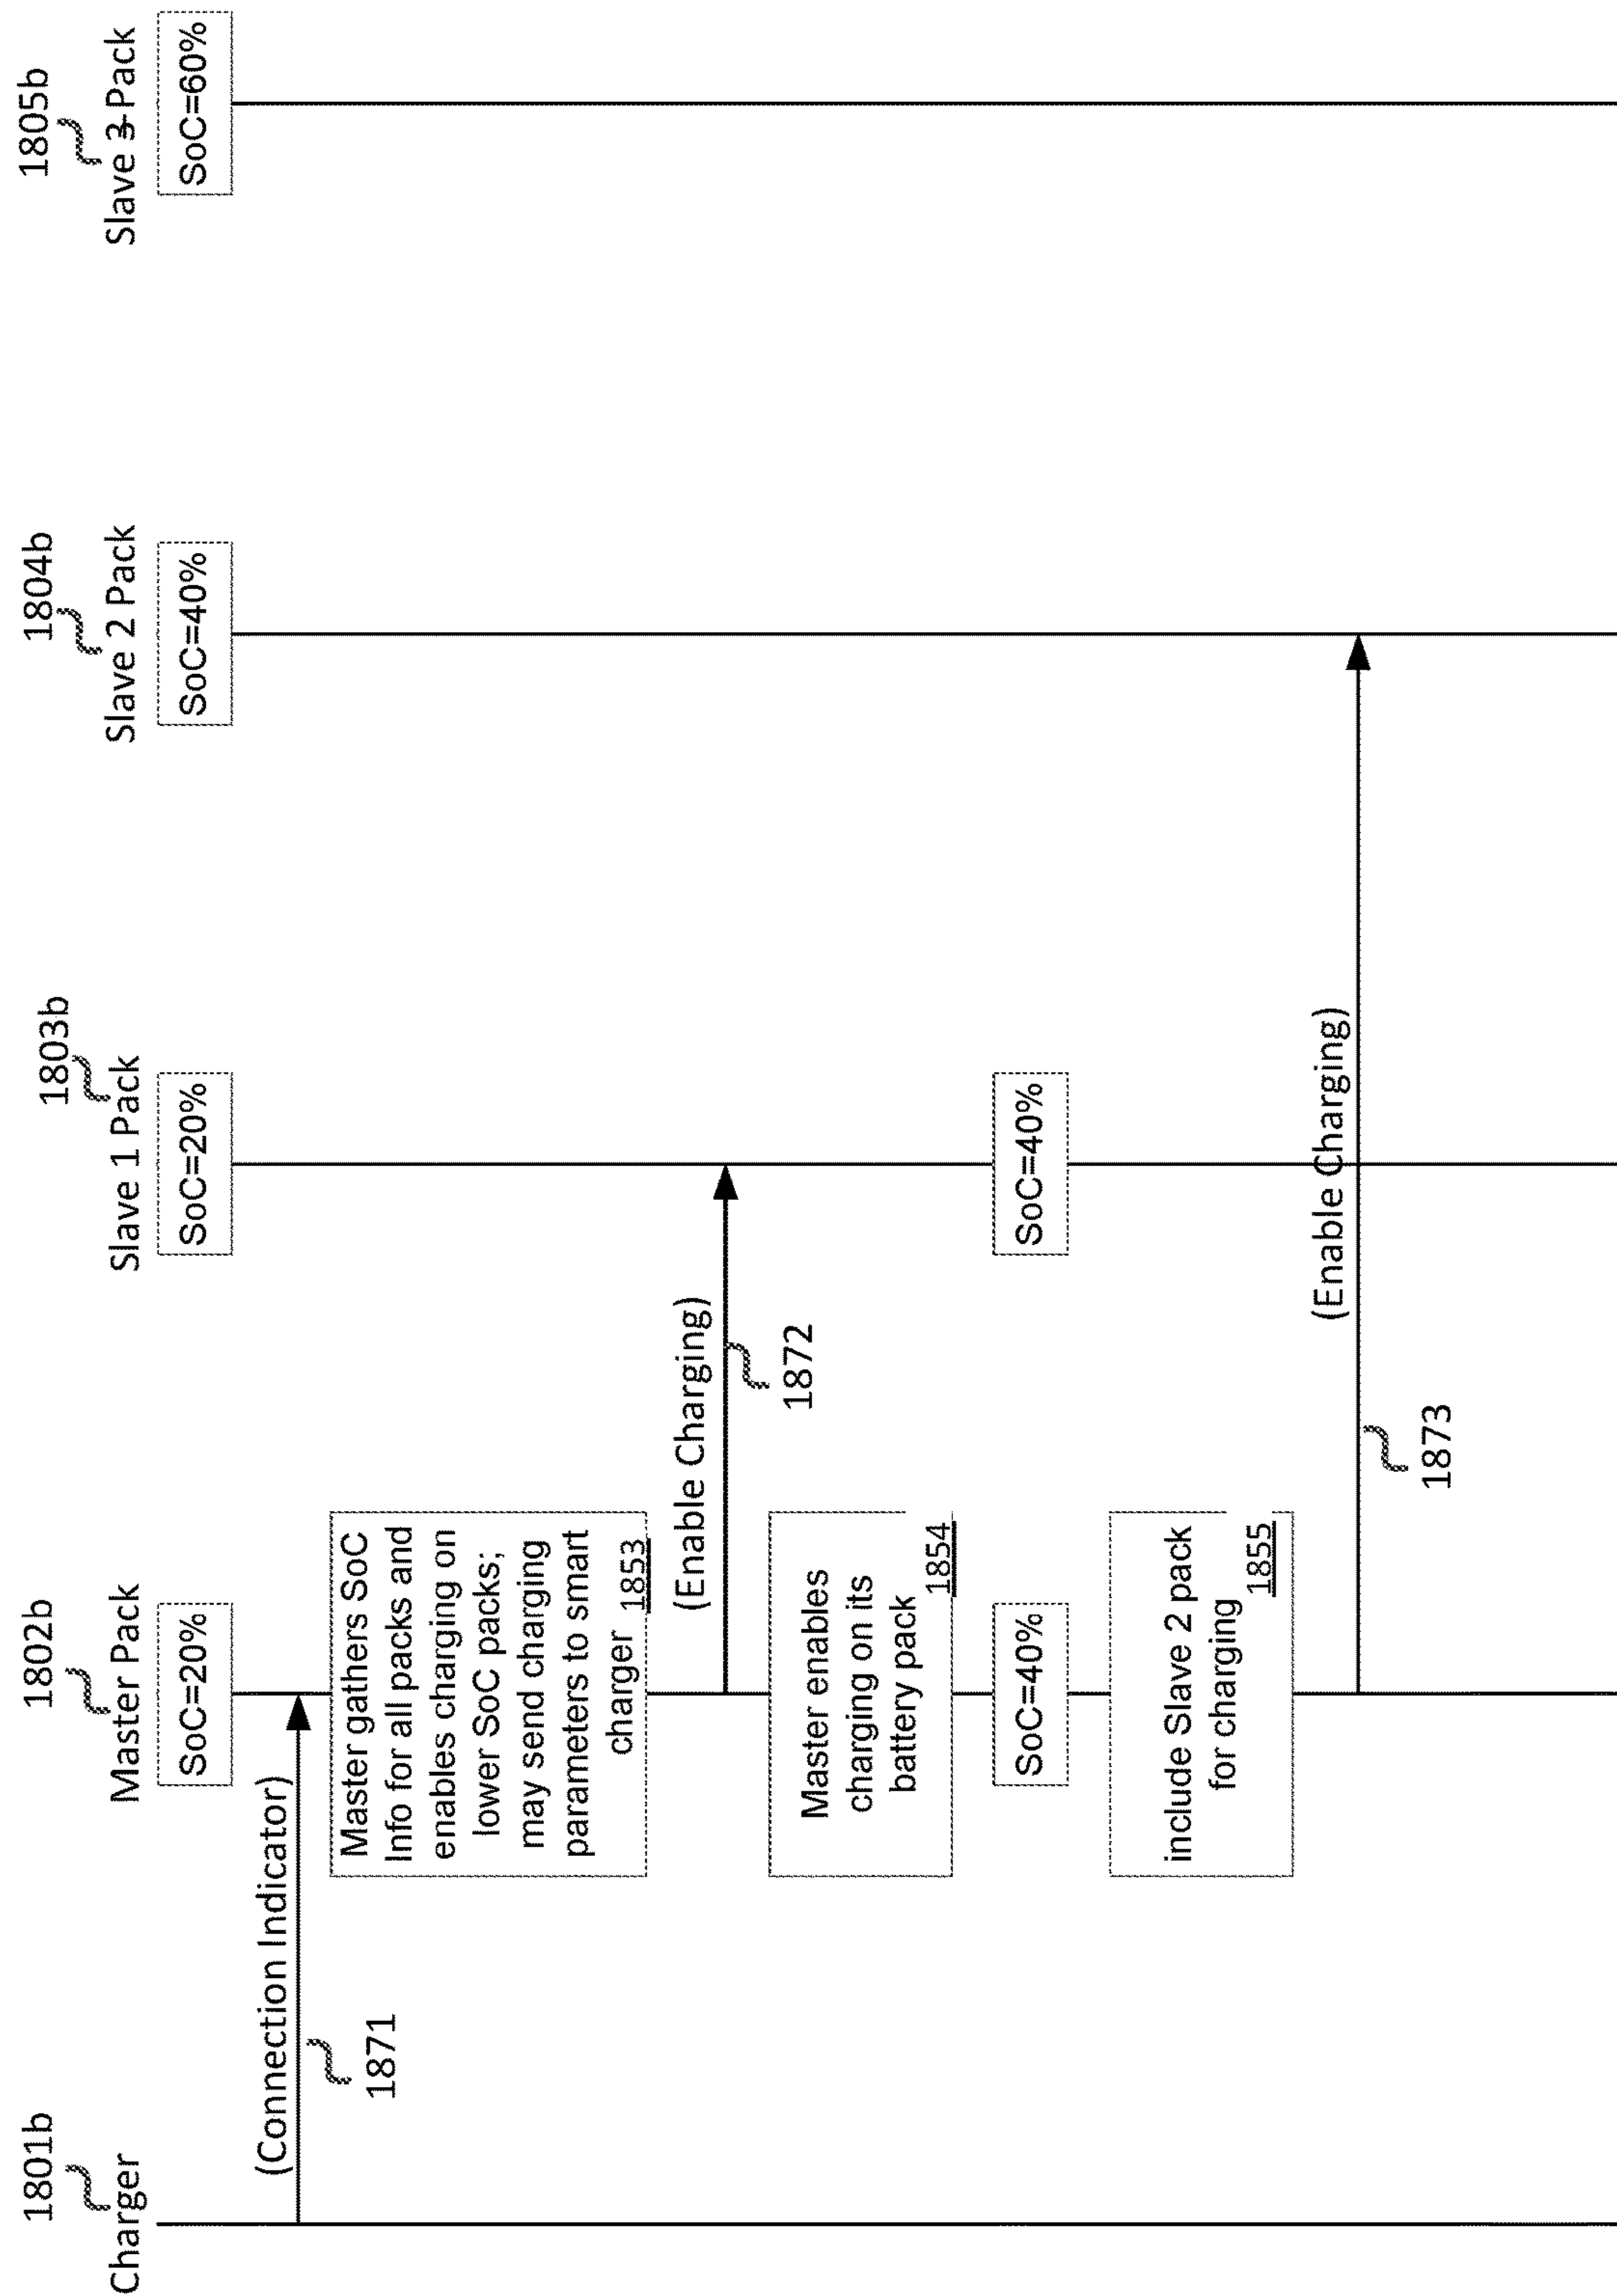 1801b
Charger
1802b
Master Pack
1803b
Slave 1 Pack
1804b
Slave 2 Pack
1805b
Slave 3 Pack
SoC=20%
SoC=20%
SoC=40%
SoC=60%
(Connection Indicator)
1871
Master gathers SoC
Info for all packs and
enables charging on
lower SoC packs;
may send charging
parameters to smart
charger 1853
(Enable Charging)
1872
Master enables
charging on its
battery pack
1854
SoC=40%
SoC=40%
include Slave 2 pack
for charging
1855
(Enable Charging)
1873